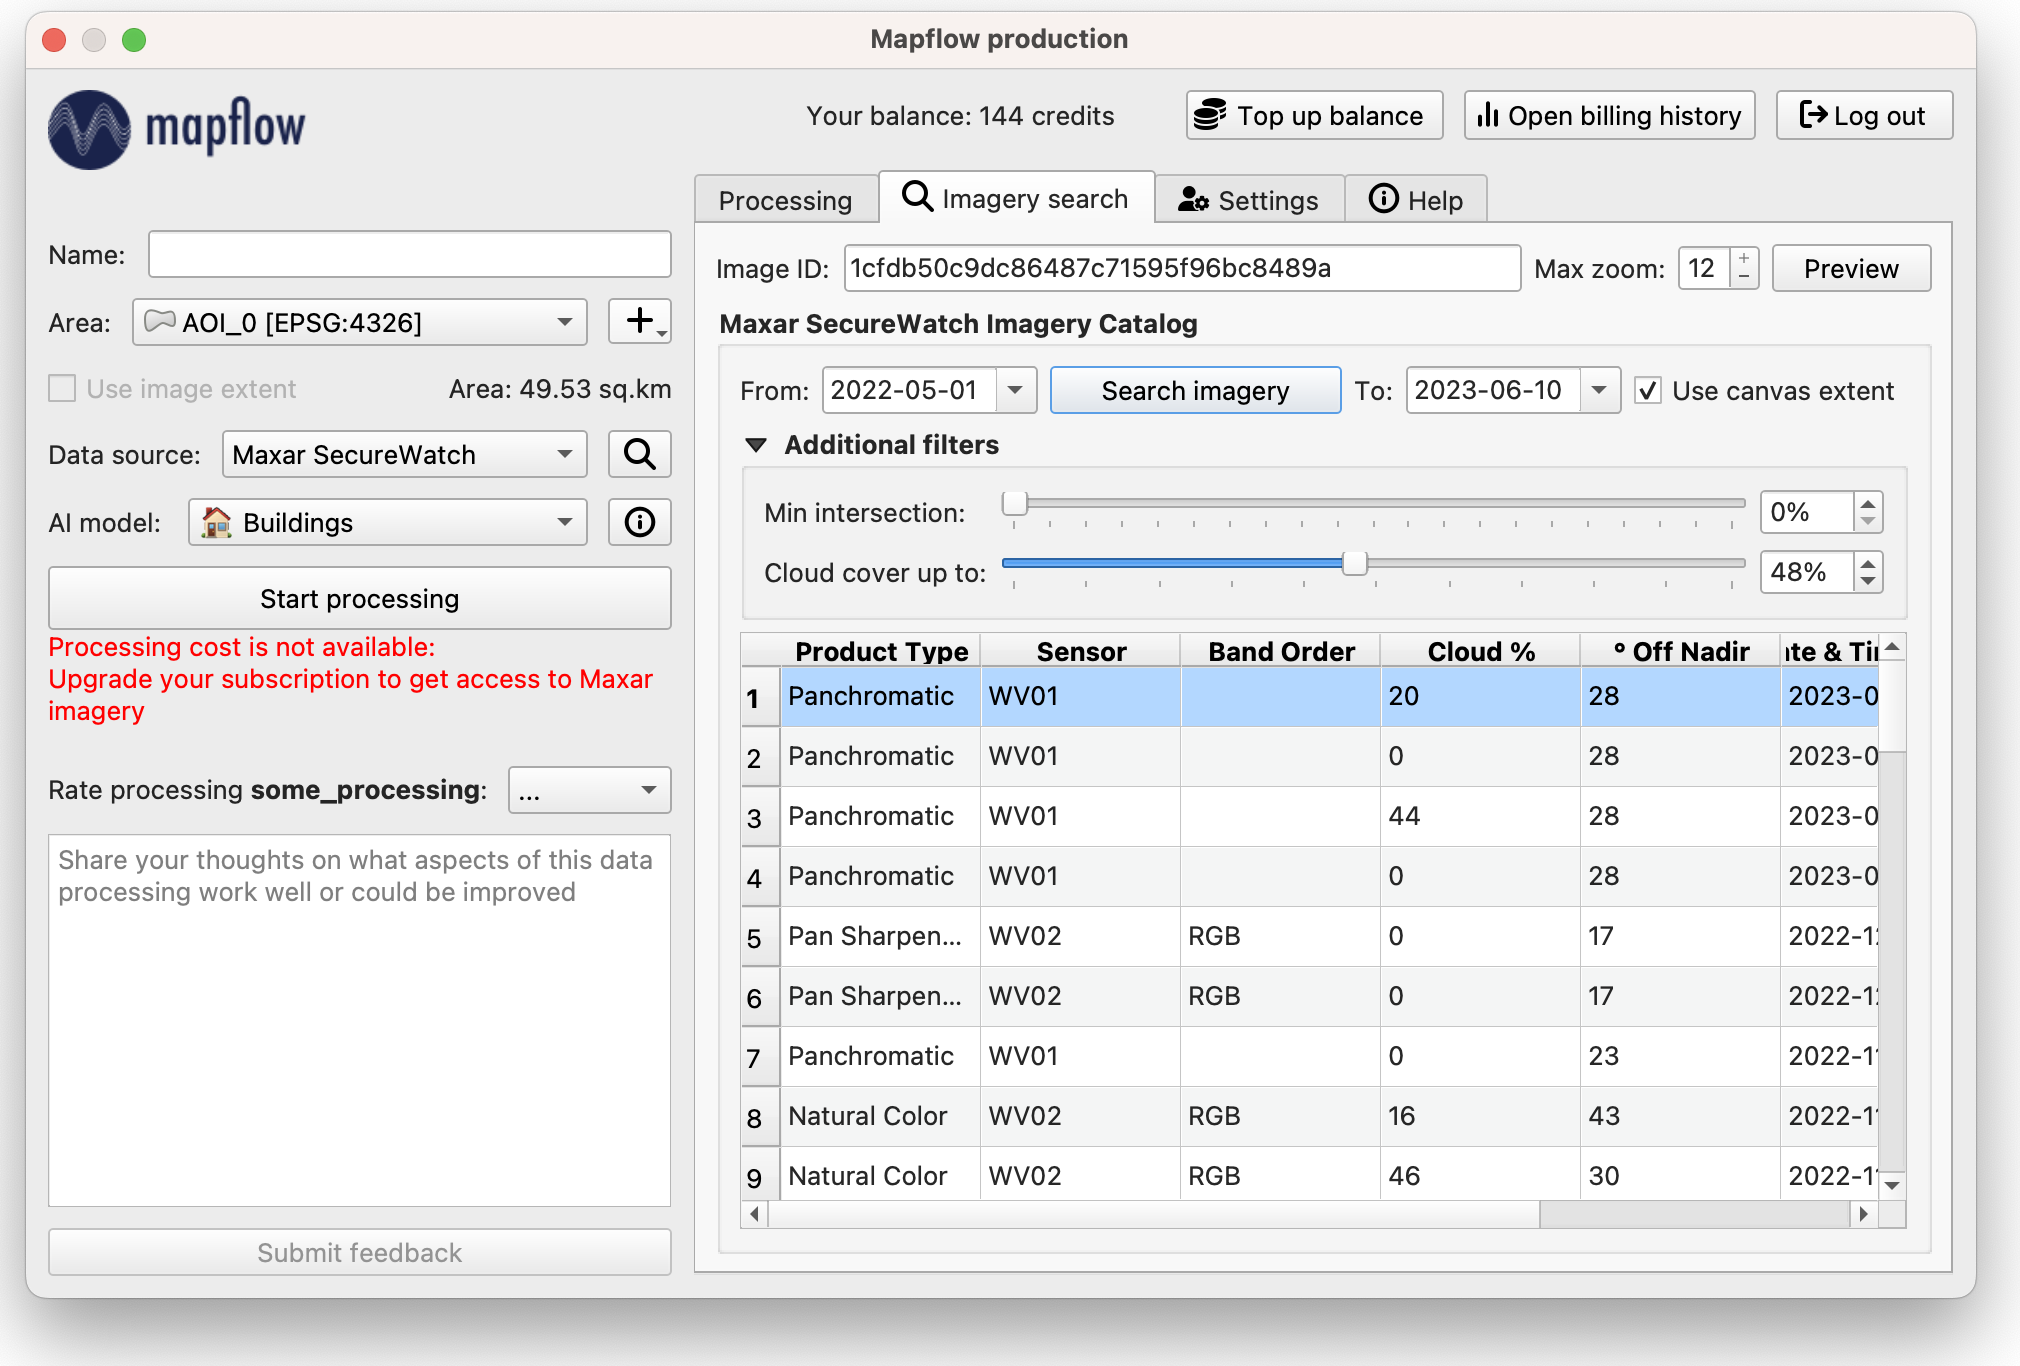 Mapflow production
mapflow
Your balance: 144 credits
Top up balance
Open billing history
Log out
Processing
Imagery search
Settings
Help
Name:
Area: AOI_0 [EPSG:4326]
Use image extent
Area: 49.53 sq.km
Data source: Maxar SecureWatch
AI model: Buildings
Start processing
Processing cost is not available:
Upgrade your subscription to get access to Maxar
imagery
Rate processing some_processing: ...
Share your thoughts on what aspects of this data
processing work well or could be improved
Submit feedback
Image ID: 1cfdb50c9dc86487c71595f96bc8489a Max zoom: 12 Preview
Maxar SecureWatch Imagery Catalog
From: 2022-05-01 Search imagery To: 2023-06-10 Use canvas extent
Additional filters
Min intersection: 0%
Cloud cover up to: 48%
Product Type Sensor Band Order Cloud % ° Off Nadir
1 Panchromatic WV01 20 28 2023-0
2 Panchromatic WV01 0 28 2023-0
3 Panchromatic WV01 44 28 2023-0
4 Panchromatic WV01 0 28 2023-0
5 Pan Sharpen... WV02 RGB 0 17 2022-12
6 Pan Sharpen... WV02 RGB 0 17 2022-12
7 Panchromatic WV01 0 23 2022-11
8 Natural Color WV02 RGB 16 43 2022-11
9 Natural Color WV02 RGB 46 30 2022-11